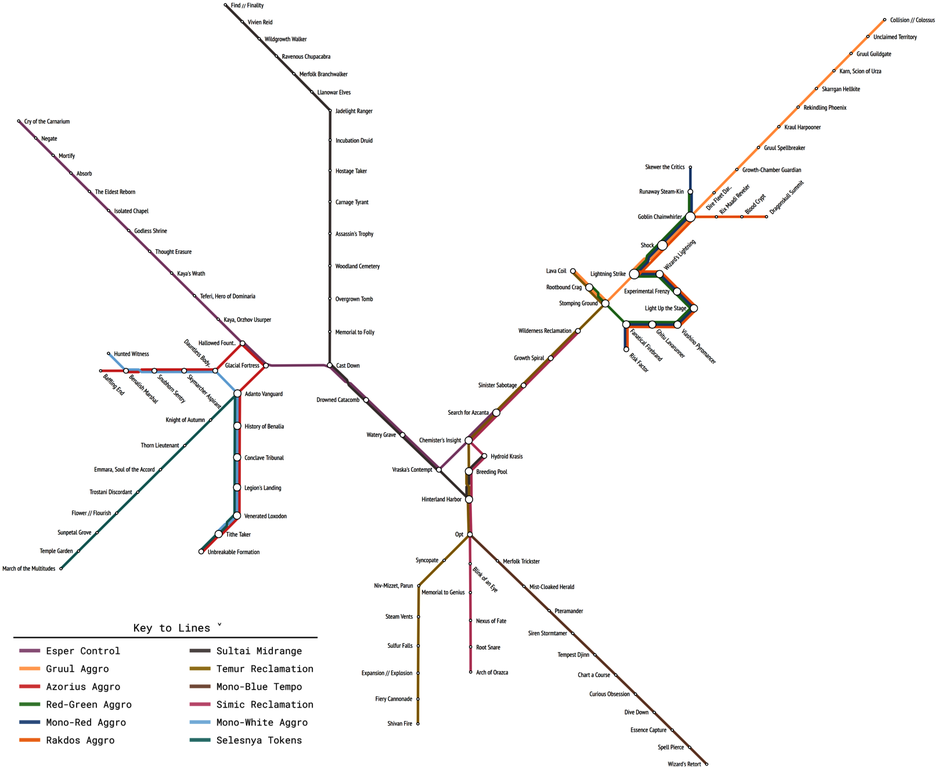 Find // Finality
Vivien Reid
Wildgrowth Walker
Ravenous Chupacabra
Merfolk Branchwalker
Llanowar Elves
Jadelight Ranger
Incubation Druid
Hostage Taker
Carnage Tyrant
Assassin's Trophy
Woodland Cemetery
Overgrown Tomb
Memorial to Folly
Cast Down
Drowned Catacomb
Watery Grave
Vraska's Contempt
Cry of the Carnarium
Negate
Mortify
Absorb
The Eldest Reborn
Isolated Chapel
Godless Shrine
Thought Erasure
Kaya's Wrath
Teferi, Hero of Dominaria
Kaya, Orzhov Usurper
Hallowed Fount..
Glacial Fortress
Dauntless Body..
Hunted Witness
Baffling End
Benalish Marshal
Snubhorn Sentry
Skymarcher Aspirant
Adanto Vanguard
History of Benalia
Conclave Tribunal
Legion's Landing
Venerated Loxodon
Tithe Taker
Unbreakable Formation
Knight of Autumn
Thorn Lieutenant
Emmara, Soul of the Accord
Trostani Discordant
Flower // Flourish
Sunpetal Grove
Temple Garden
March of the Multitudes
Collision // Colossus
Unclaimed Territory
Gruul Guildgate
Karn, Scion of Urza
Skarrgan Hellkite
Rekindling Phoenix
Kraul Harpooner
Gruul Spellbreaker
Growth-Chamber Guardian
Dire Fleet Dar..
Rix Maadi Reveler
Blood Crypt
Dragonskull Summit
Skewer the Critics
Runaway Steam-Kin
Goblin Chainwhirler
Shock
Wizard's Lightning
Lightning Strike
Experimental Frenzy
Light Up the Stage
Viashino Pyromancer
Ghitu Lavarunner
Fanatical Firebrand
Risk Factor
Lava Coil
Rootbound Crag
Stomping Ground
Wilderness Reclamation
Growth Spiral
Sinister Sabotage
Search for Azcanta
Chemister's Insight
Hydroid Krasis
Breeding Pool
Hinterland Harbor
Opt
Syncopate
Niv-Mizzet, Parun
Steam Vents
Sulfur Falls
Expansion // Explosion
Fiery Cannonade
Shivan Fire
Blink of an Eye
Memorial to Genius
Nexus of Fate
Root Snare
Arch of Orazca
Merfolk Trickster
Mist-Cloaked Herald
Pteramander
Siren Stormtamer
Tempest Djinn
Chart a Course
Curious Obsession
Dive Down
Essence Capture
Spell Pierce
Wizard's Retort
Key to Lines ˅
Esper Control
Gruul Aggro
Azorius Aggro
Red-Green Aggro
Mono-Red Aggro
Rakdos Aggro
Sultai Midrange
Temur Reclamation
Mono-Blue Tempo
Simic Reclamation
Mono-White Aggro
Selesnya Tokens